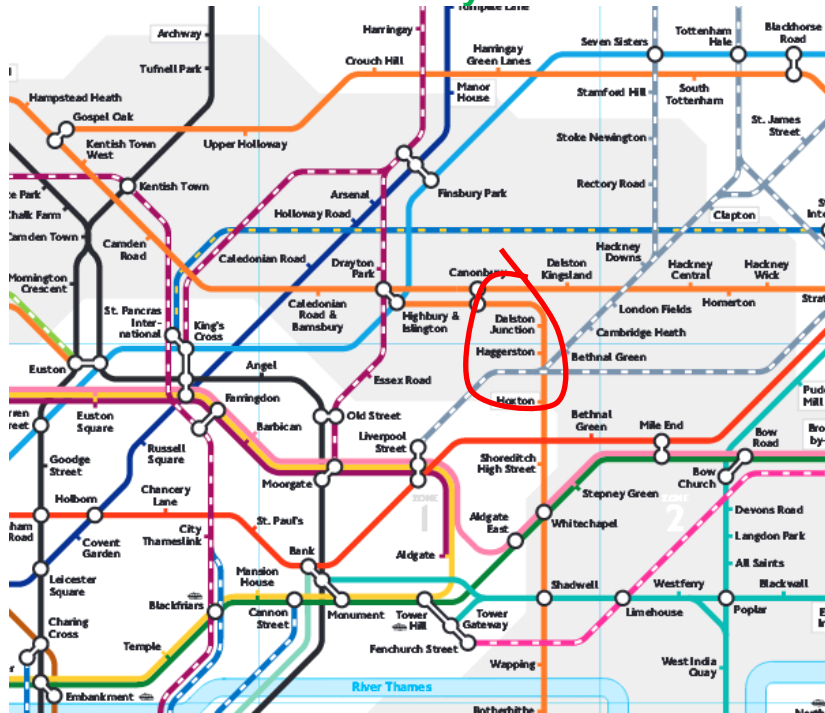 Archway
Tufnell Park
Harringay
Turnpike Lane
Crouch Hill
Harringay
Green Lanes
Manor
House
Seven Sisters
Tottenham
Hale
Blackhorse
Road
Stamford Hill
South
Tottenham
St. James
Street
Hampstead Heath
Gospel Oak
Kentish Town
West
Upper Holloway
Stoke Newington
Rectory Road
Kentish Town
Arsenal
Holloway Road
Finsbury Park
Clapton
Chalk Farm
Camden Town
Camden
Road
Caledonian Road
Drayton
Park
Canonbury
Dalston
Kingsland
Hackney
Downs
Hackney
Central
Hackney
Wick
Mornington
Crescent
St. Pancras
Inter-
national
King's
Cross
Caledonian
Road &
Barnsbury
Highbury &
Islington
Dalston
Junction
London Fields
Homerton
Haggerston
Cambridge Heath
Bethnal Green
Euston
Angel
Essex Road
Hoxton
Farringdon
Old Street
Euston
Square
Barbican
Liverpool
Street
Bethnal
Green
Mile End
Bow
Road
Russell
Square
Goodge
Street
Moorgate
Shoreditch
High Street
Bow
Church
Chancery
Lane
Holborn
ZONE
1
ZONE
2
Stepney Green
St. Paul's
Aldgate
East
Whitechapel
Devons Road
City
Thameslink
Covent
Garden
Langdon Park
Bank
Aldgate
All Saints
Mansion
House
Leicester
Square
Shadwell
Westferry
Blackwall
Blackfriars
Cannon
Street
Monument
Tower
Hill
Tower
Gateway
Limehouse
Poplar
Charing
Cross
Temple
Fenchurch Street
Wapping
West India
Quay
River Thames
Embankment
Rotherhithe